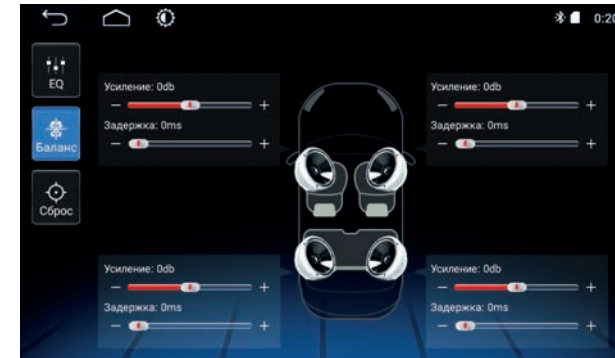 0:20
EQ
Баланс
Сброс
Усиление: 0db
Задержка: 0ms
Усиление: 0db
Задержка: 0ms
Усиление: 0db
Задержка: 0ms
Усиление: 0db
Задержка: 0ms